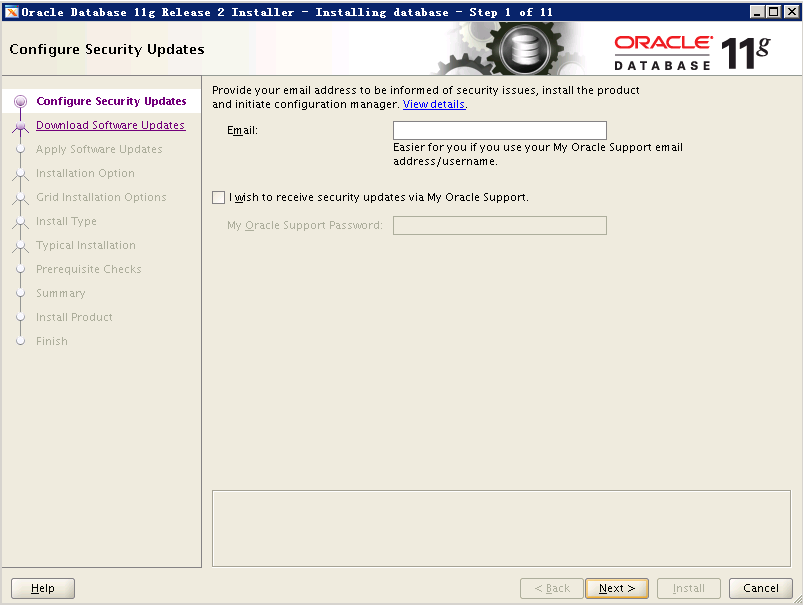 Oracle Database 11g Release 2 Installer - Installing database - Step 1 of 11
Configure Security Updates
ORACLE
DATABASE
11g
Configure Security Updates
Download Software Updates
Apply Software Updates
Installation Option
Grid Installation Options
Install Type
Typical Installation
Prerequisite Checks
Summary
Install Product
Finish
Provide your email address to be informed of security issues, install the product
and initiate configuration manager. View details.
Email:
Easier for you if you use your My Oracle Support email
address/username.
I wish to receive security updates via My Oracle Support.
My Oracle Support Password:
Help
< Back
Next >
Install
Cancel